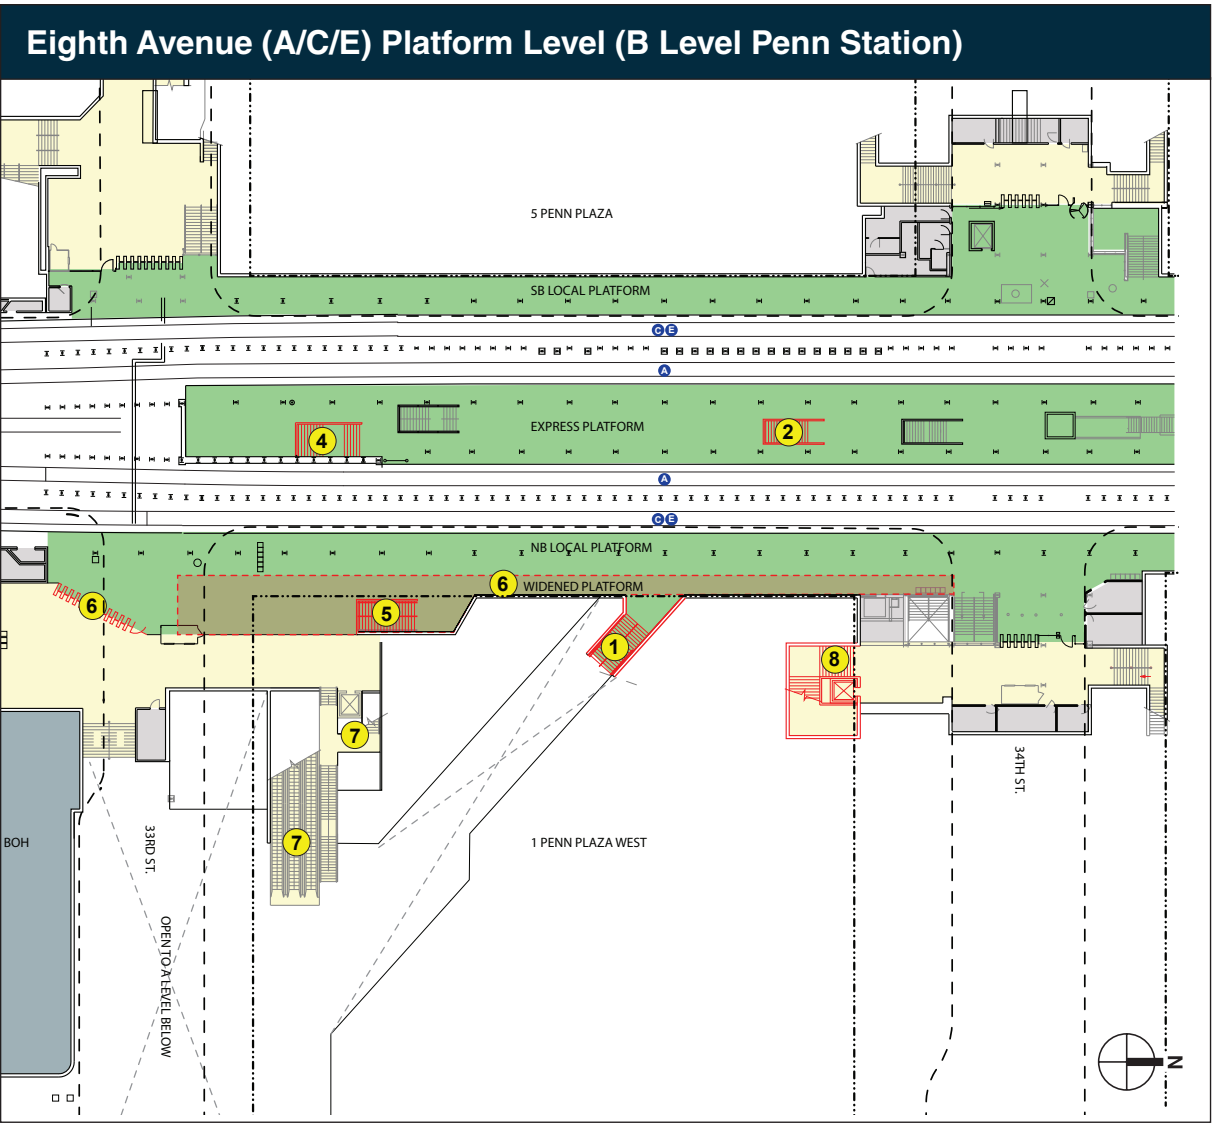 Eighth Avenue (A/C/E) Platform Level (B Level Penn Station)
5 PENN PLAZA
SB LOCAL PLATFORM
C E
A
EXPRESS PLATFORM
2
4
A
C E
NB LOCAL PLATFORM
6 WIDENED PLATFORM
6
5
1
8
7
34TH ST.
7
33RD ST.
BOH
1 PENN PLAZA WEST
OPEN TO A LEVEL BELOW
N